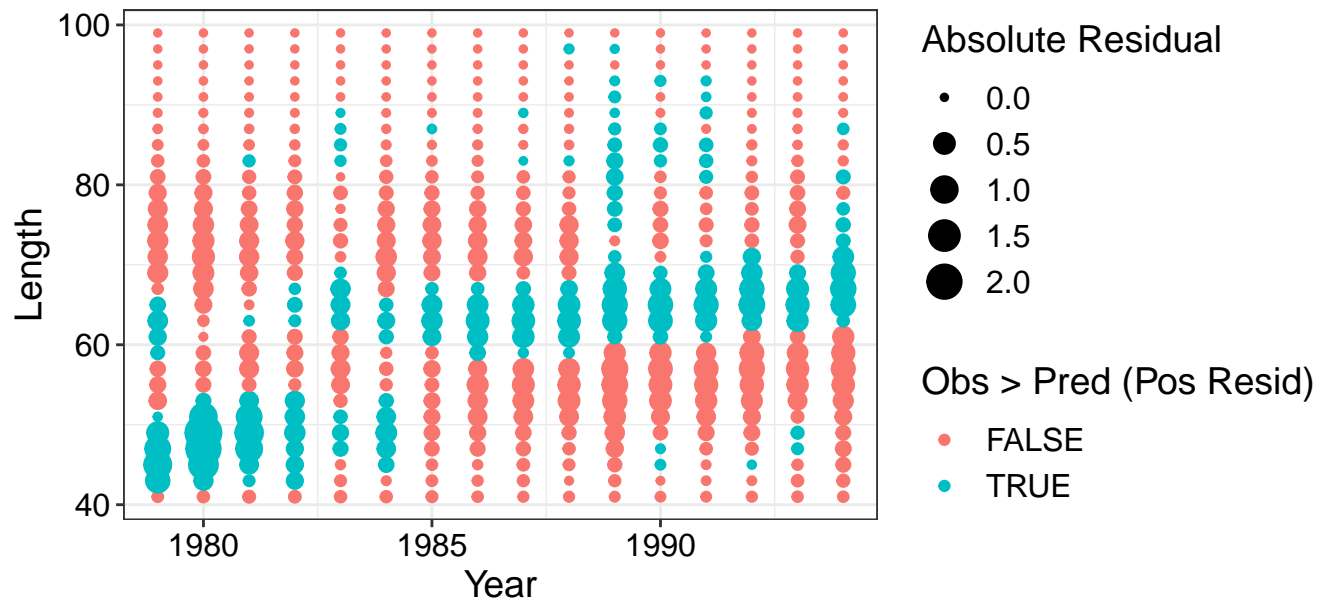 100
80
60
40
Length
1980
1985
1990
Year
Absolute Residual
0.0
0.5
1.0
1.5
2.0
Obs > Pred (Pos Resid)
FALSE
TRUE